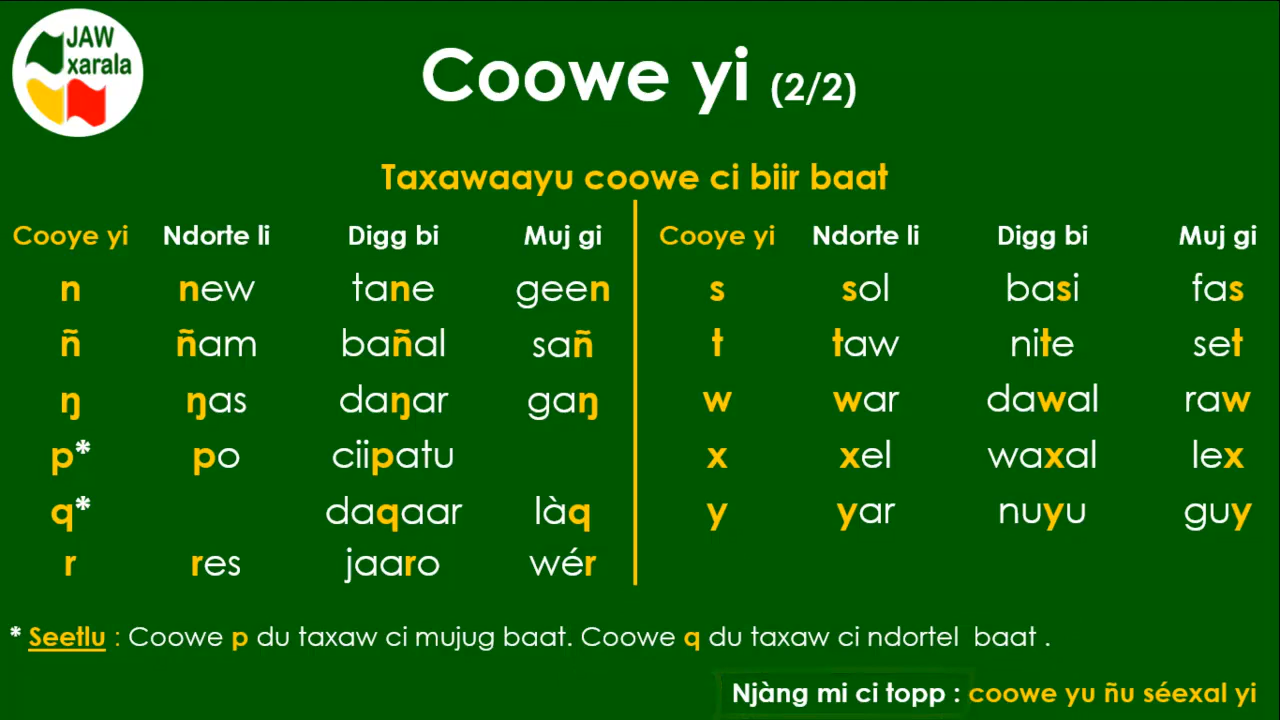 JAW
xarala
Coowe yi (2/2)
Taxawaayu coowe ci biir baat
Cooye yi Ndorte li Digg bi Muj gi
n new tane geen
ñ ñam bañal sañ
ŋ ŋas daŋar gaŋ
p* po ciipatu
q* daqaar làq
r res jaaro wér
Cooye yi Ndorte li Digg bi Muj gi
s sol basi fas
t taw nite set
w war dawal raw
x xel waxal lex
y yar nuyu guy
* Seetlu : Coowe p du taxaw ci mujug baat. Coowe q du taxaw ci ndortel baat .
Njàng mi ci topp : coowe yu ñu séexal yi